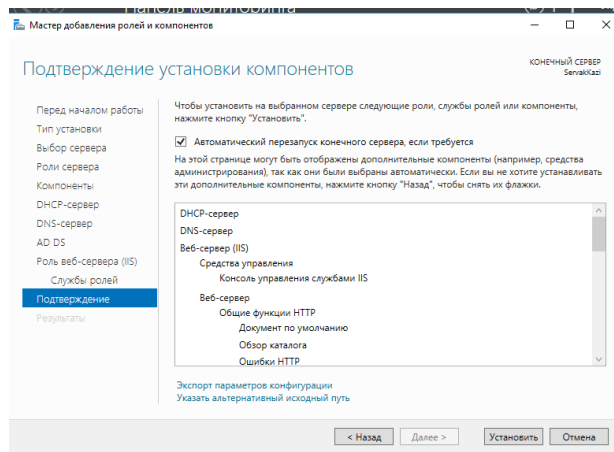 Панель мониторинга
Мастер добавления ролей и компонентов
Подтверждение установки компонентов
КОНЕЧНЫЙ СЕРВЕР
ServakKazi
Перед началом работы
Тип установки
Выбор сервера
Роли сервера
Компоненты
DHCP-сервер
DNS-сервер
AD DS
Роль веб-сервера (IIS)
Службы ролей
Подтверждение
Результаты
Чтобы установить на выбранном сервере следующие роли, службы ролей или компоненты,
нажмите кнопку "Установить".
Автоматический перезапуск конечного сервера, если требуется
На этой странице могут быть отображены дополнительные компоненты (например, средства
администрирования), так как они были выбраны автоматически. Если вы не хотите устанавливать
эти дополнительные компоненты, нажмите кнопку "Назад", чтобы снять их флажки.
DHCP-сервер
DNS-сервер
Веб-сервер (IIS)
Средства управления
Консоль управления службами IIS
Веб-сервер
Общие функции HTTP
Документ по умолчанию
Обзор каталога
Ошибки HTTP
Экспорт параметров конфигурации
Указать альтернативный исходный путь
< Назад
Далее >
Установить
Отмена